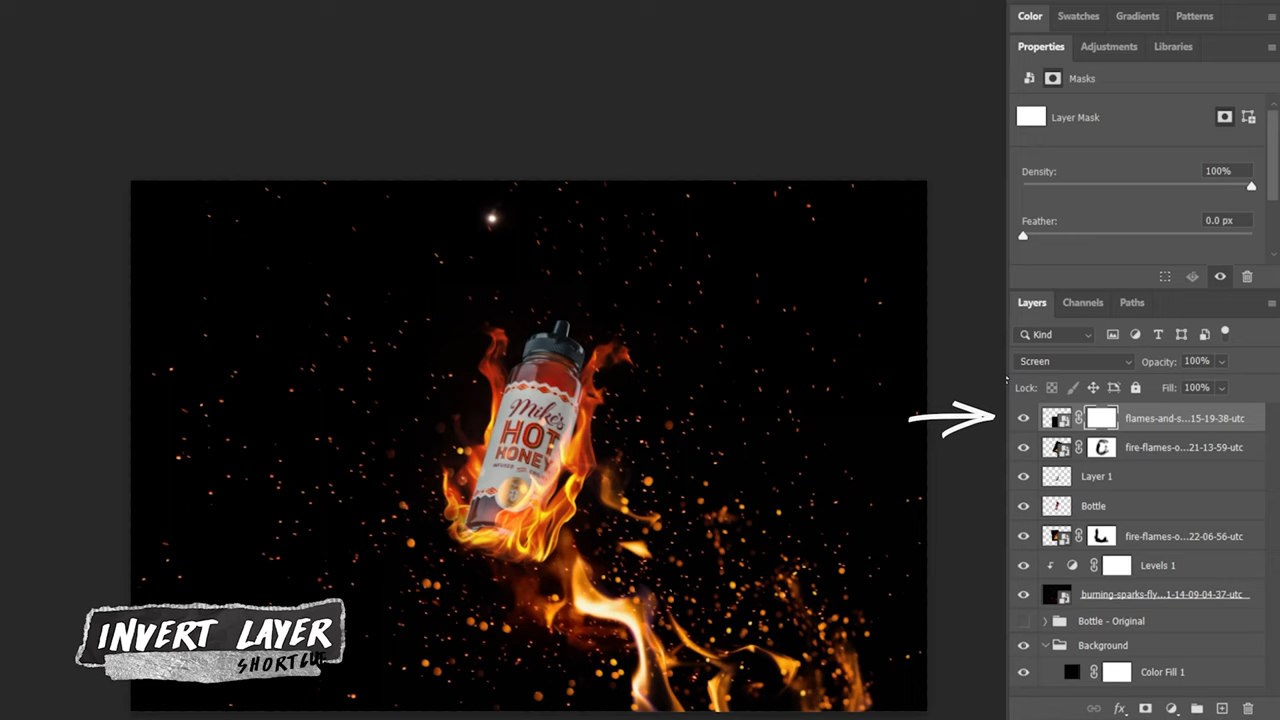 Color Swatches Gradients Patterns
Properties Adjustments Libraries
Masks
Layer Mask
Density: 100%
Feather: 0.0 px
Layers Channels Paths
Kind
Screen Opacity: 100%
Lock: Fill: 100%
flames-and-s...15-19-38-utc
fire-flames-o...21-13-59-utc
Layer 1
Bottle
fire-flames-o...22-06-56-utc
Levels 1
burning-sparks-fly...1-14-09-04-37-utc
Bottle - Original
Background
Color Fill 1
fx
Mike's
HOT
HONEY
INVERT LAYER
SHORTCUT